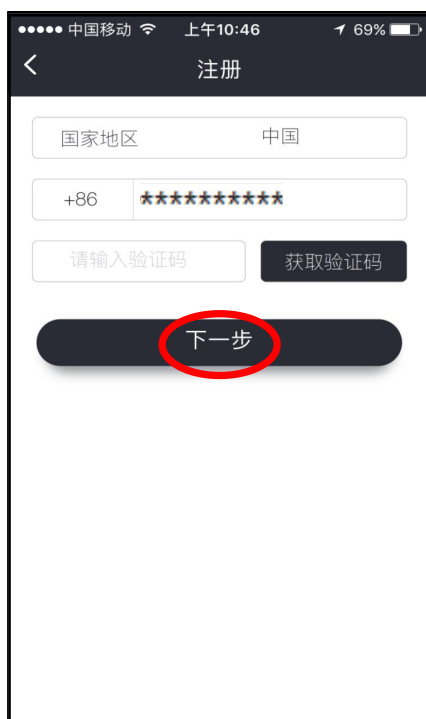 中国移动 上午10:46 69%
注册
国家地区 中国
+86 **********
请输入验证码 获取验证码
下一步